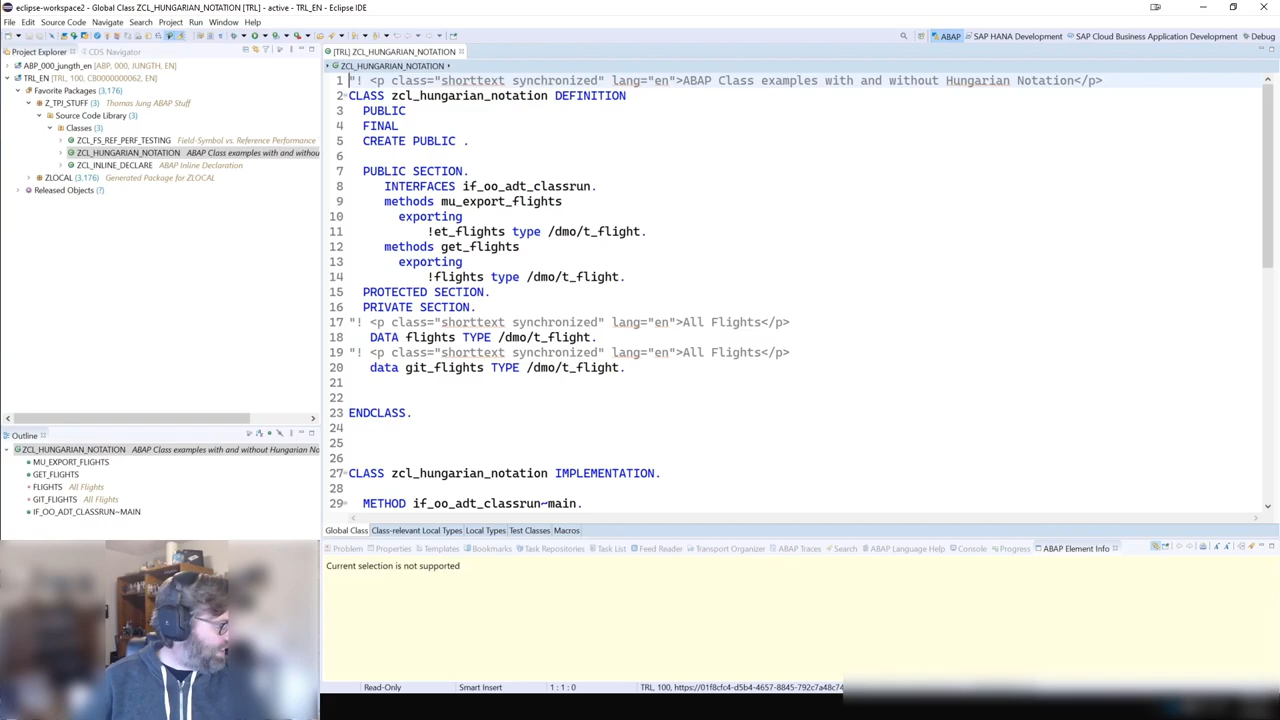 eclipse-workspace2 - Global Class ZCL_HUNGARIAN_NOTATION [TRL] - active - TRL_EN - Eclipse IDE
File Edit Source Code Navigate Search Project Run Window Help
ABAP SAP HANA Development SAP Cloud Business Application Development Debug
Project Explorer CDS Navigator
ABP_000_jungth_en [ABP, 000, JUNGTH, EN]
TRL_EN [TRL, 100, CB0000000062, EN]
Favorite Packages (3,176)
Z_TPJ_STUFF (3) Thomas Jung ABAP Stuff
Source Code Library (3)
Classes (3)
ZCL_FS_REF_PERF_TESTING Field-Symbol vs. Reference Performance
ZCL_HUNGARIAN_NOTATION ABAP Class examples with and withou
ZCL_INLINE_DECLARE ABAP Inline Declaration
ZLOCAL (3,176) Generated Package for ZLOCAL
Released Objects (?)
Outline
ZCL_HUNGARIAN_NOTATION ABAP Class examples with and without Hungarian No
MU_EXPORT_FLIGHTS
GET_FLIGHTS
FLIGHTS All Flights
GIT_FLIGHTS All Flights
IF_OO_ADT_CLASSRUN~MAIN
[TRL] ZCL_HUNGARIAN_NOTATION
ZCL_HUNGARIAN_NOTATION
1 "! <p class="shorttext synchronized" lang="en">ABAP Class examples with and without Hungarian Notation</p>
2 CLASS zcl_hungarian_notation DEFINITION
3 PUBLIC
4 FINAL
5 CREATE PUBLIC .
6
7 PUBLIC SECTION.
8 INTERFACES if_oo_adt_classrun.
9 methods mu_export_flights
10 exporting
11 !et_flights type /dmo/t_flight.
12 methods get_flights
13 exporting
14 !flights type /dmo/t_flight.
15 PROTECTED SECTION.
16 PRIVATE SECTION.
17 "! <p class="shorttext synchronized" lang="en">All Flights</p>
18 DATA flights TYPE /dmo/t_flight.
19 "! <p class="shorttext synchronized" lang="en">All Flights</p>
20 data git_flights TYPE /dmo/t_flight.
21
22
23 ENDCLASS.
24
25
26
27 CLASS zcl_hungarian_notation IMPLEMENTATION.
28
29 METHOD if_oo_adt_classrun~main.
Global Class Class-relevant Local Types Local Types Test Classes Macros
Problem Properties Templates Bookmarks Task Repositories Task List Feed Reader Transport Organizer ABAP Traces Search ABAP Language Help Console Progress ABAP Element Info
Current selection is not supported
Read-Only Smart Insert 1 : 1 : 0 TRL, 100, https://01f8cfc4-d5b4-4657-8845-792c7a48c74